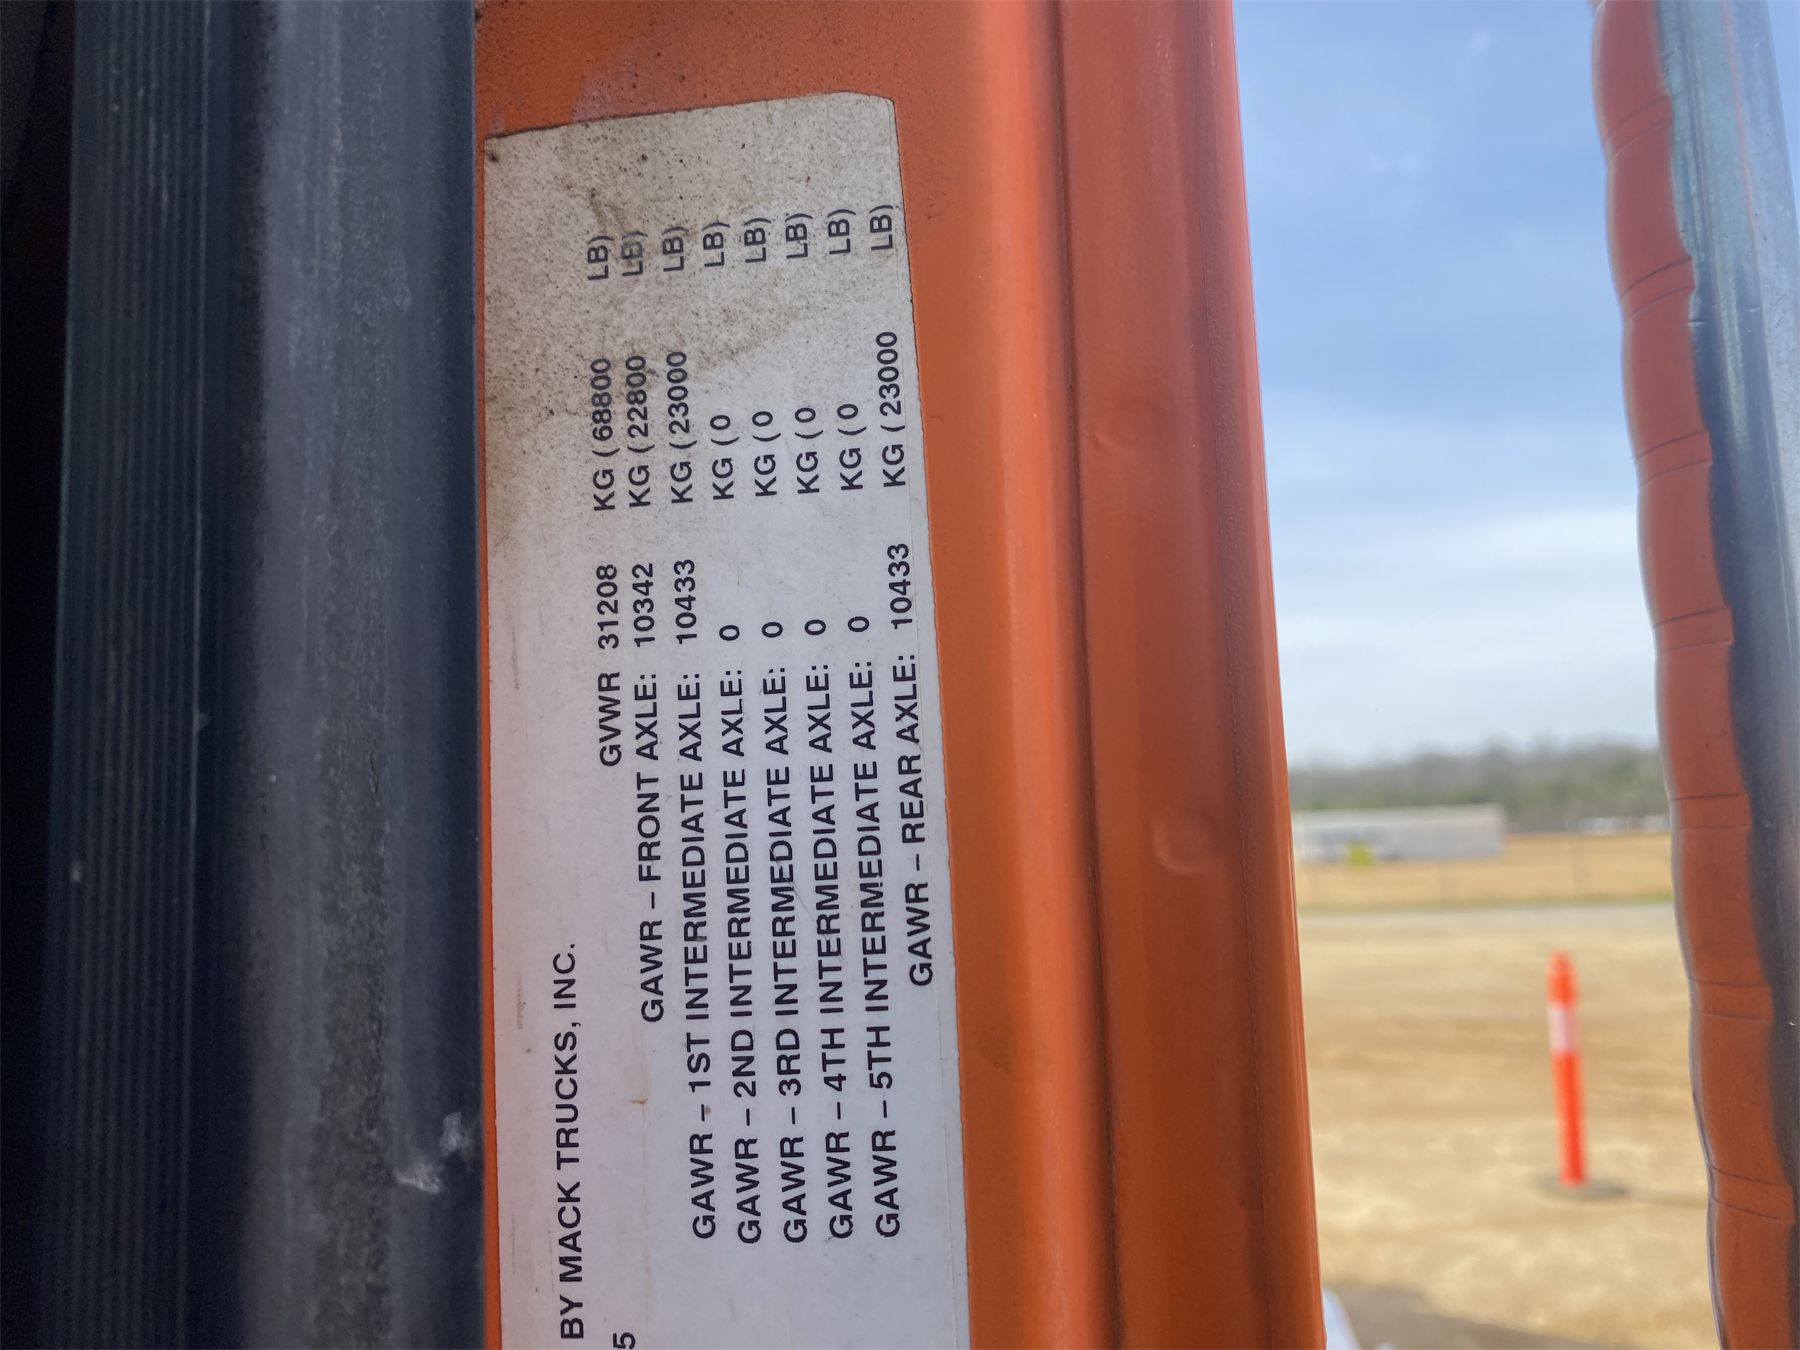 BY MACK TRUCKS, INC.
5
GVWR 31208 KG (68800 LB)
GAWR – FRONT AXLE: 10342 KG (22800 LB)
GAWR – 1ST INTERMEDIATE AXLE: 10433 KG (23000 LB)
GAWR – 2ND INTERMEDIATE AXLE: 0 KG (0 LB)
GAWR – 3RD INTERMEDIATE AXLE: 0 KG (0 LB)
GAWR – 4TH INTERMEDIATE AXLE: 0 KG (0 LB)
GAWR – 5TH INTERMEDIATE AXLE: 0 KG (0 LB)
GAWR – REAR AXLE: 10433 KG (23000 LB)